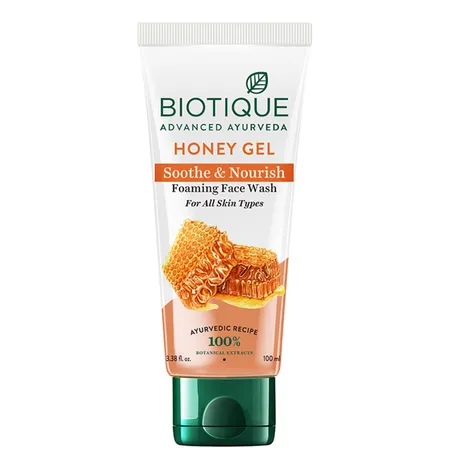 BIOTIQUE
ADVANCED AYURVEDA
HONEY GEL
Soothe & Nourish
Foaming Face Wash
For All Skin Types
AYURVEDIC RECIPE
100%
BOTANICAL EXTRACTS
3.38 fl. oz. 100 ml